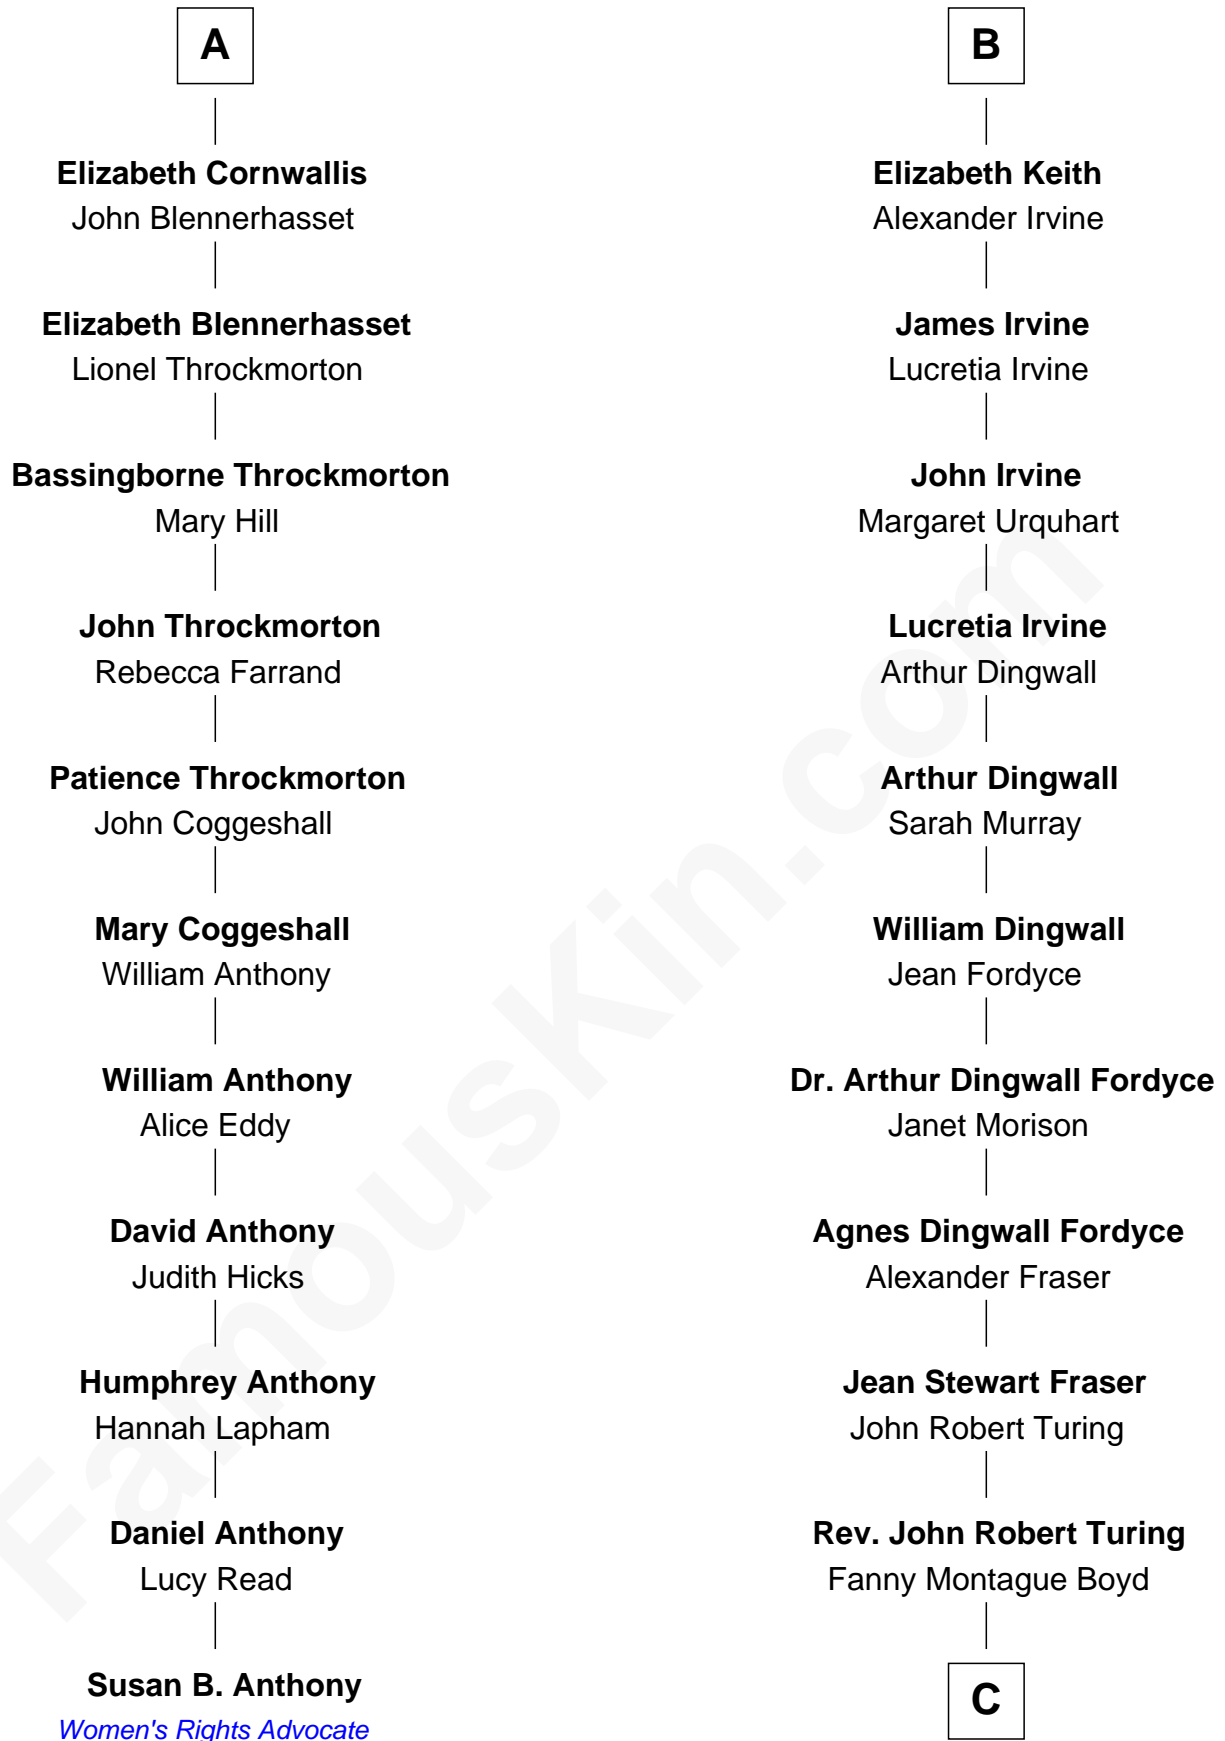 A
Elizabeth Cornwallis
John Blennerhasset
Elizabeth Blennerhasset
Lionel Throckmorton
Bassingborne Throckmorton
Mary Hill
John Throckmorton
Rebecca Farrand
Patience Throckmorton
John Coggeshall
Mary Coggeshall
William Anthony
William Anthony
Alice Eddy
David Anthony
Judith Hicks
Humphrey Anthony
Hannah Lapham
Daniel Anthony
Lucy Read
Susan B. Anthony
Women's Rights Advocate
B
Elizabeth Keith
Alexander Irvine
James Irvine
Lucretia Irvine
John Irvine
Margaret Urquhart
Lucretia Irvine
Arthur Dingwall
Arthur Dingwall
Sarah Murray
William Dingwall
Jean Fordyce
Dr. Arthur Dingwall Fordyce
Janet Morison
Agnes Dingwall Fordyce
Alexander Fraser
Jean Stewart Fraser
John Robert Turing
Rev. John Robert Turing
Fanny Montague Boyd
C
FamousKin.com